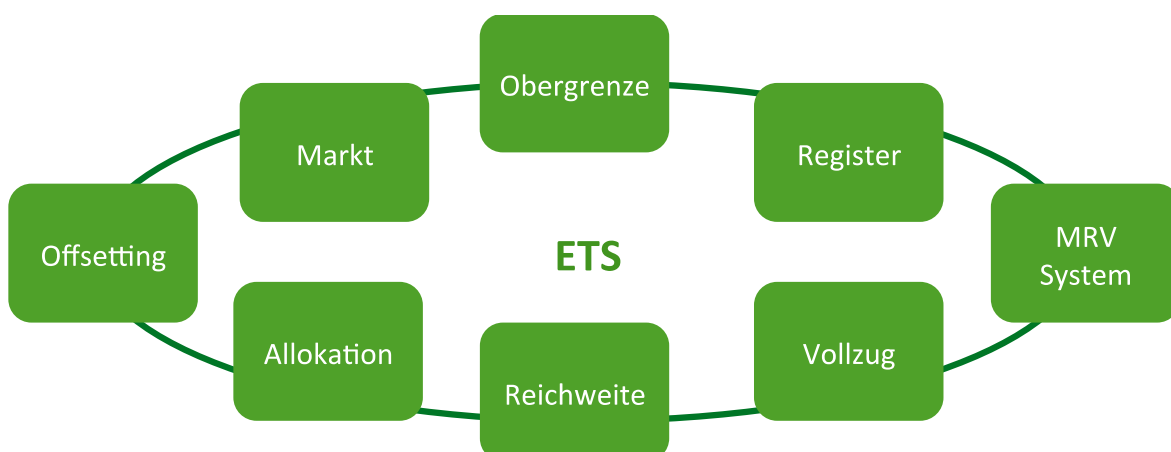 Obergrenze
Markt
Register
Offsetting
ETS
MRV
System
Allokation
Vollzug
Reichweite